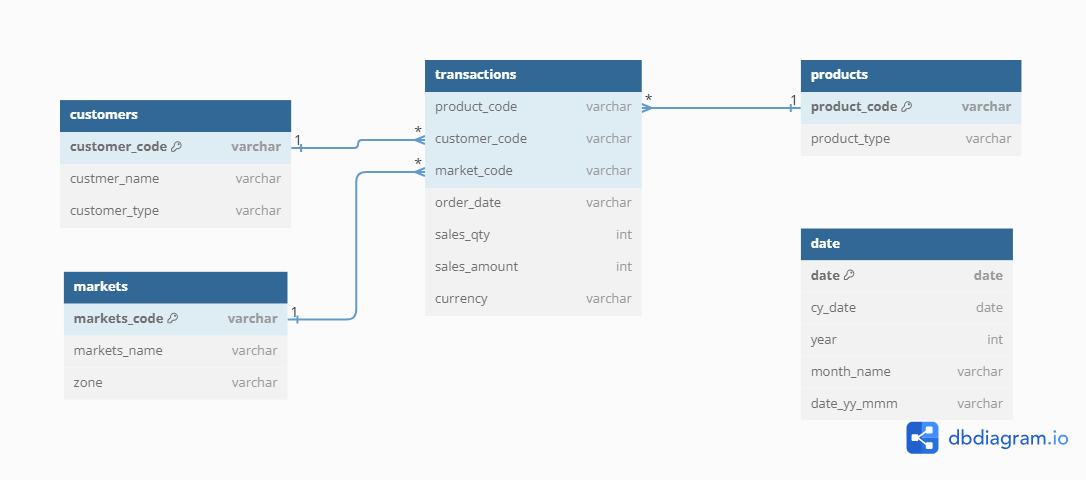 customers
customer_code varchar
custmer_name varchar
customer_type varchar
markets
markets_code varchar
markets_name varchar
zone varchar
transactions
product_code varchar
customer_code varchar
market_code varchar
order_date varchar
sales_qty int
sales_amount int
currency varchar
products
product_code varchar
product_type varchar
date
date date
cy_date date
year int
month_name varchar
date_yy_mmm varchar
1
*
1
*
*
1
dbdiagram.io